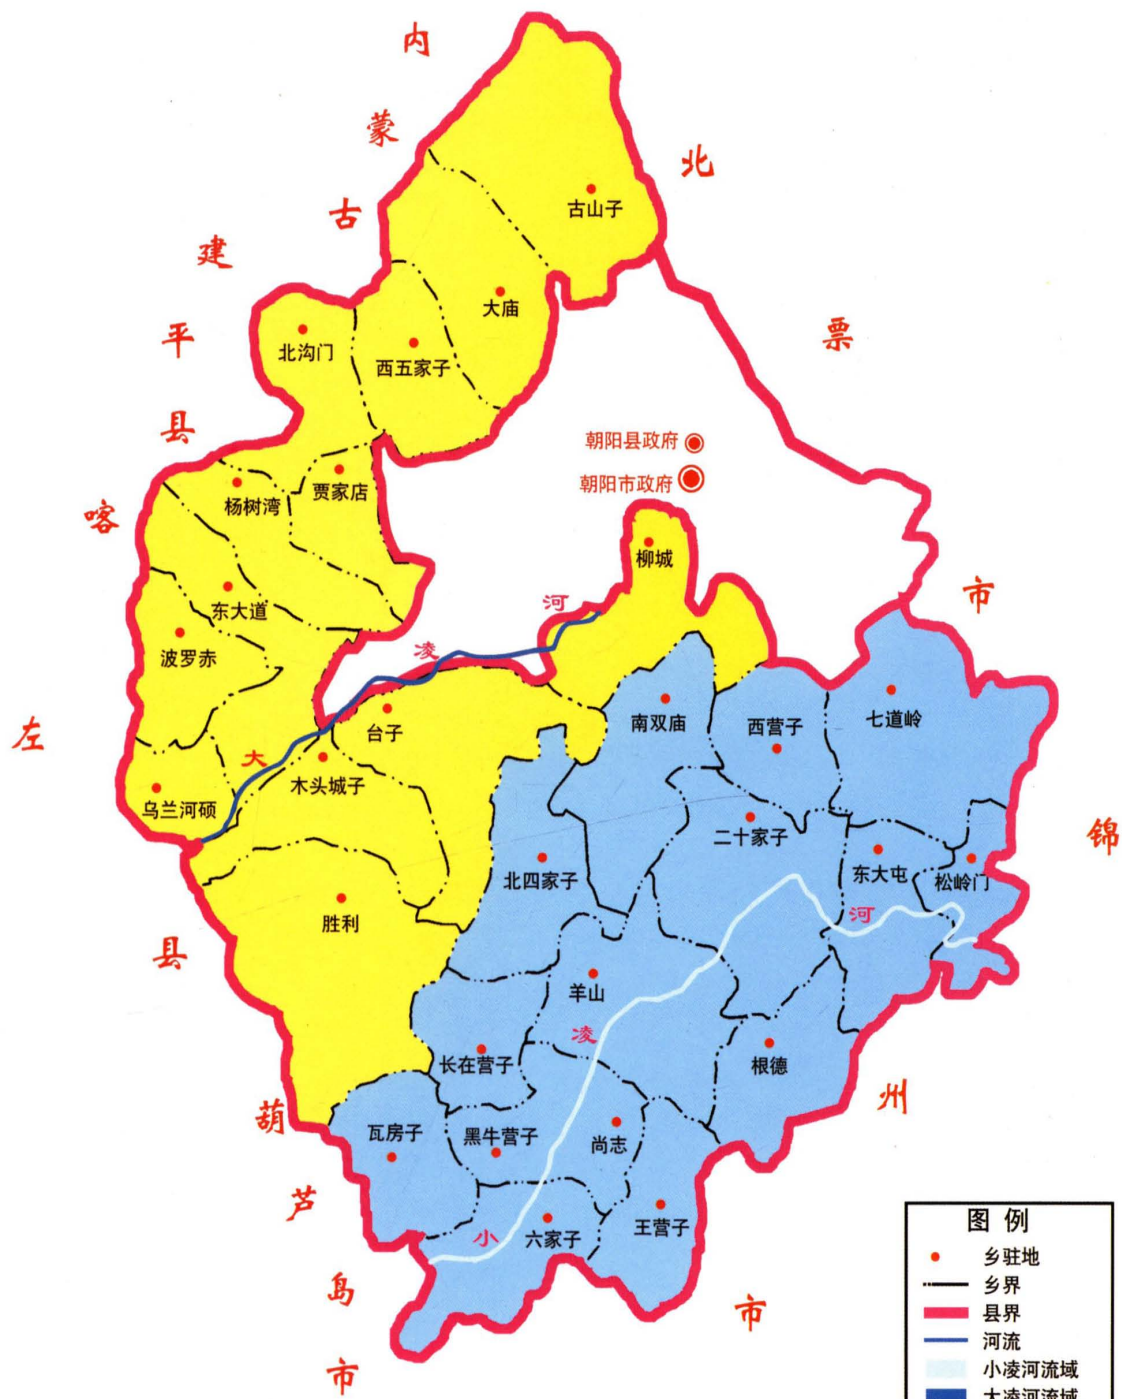 内
蒙
古
北
票
市
建
平
县
喀
左
县
锦
州
市
葫
芦
岛
市
古山子
大庙
北沟门
西五家子
朝阳县政府
朝阳市政府
贾家店
杨树湾
柳城
东大道
波罗赤
大
凌
河
台子
南双庙
西营子
七道岭
木头城子
乌兰河硕
二十家子
北四家子
东大屯
松岭门
胜利
羊山
长在营子
根德
瓦房子
黑牛营子
尚志
六家子
王营子
小
凌
河
图例
乡驻地
乡界
县界
河流
小凌河流域
大凌河流域